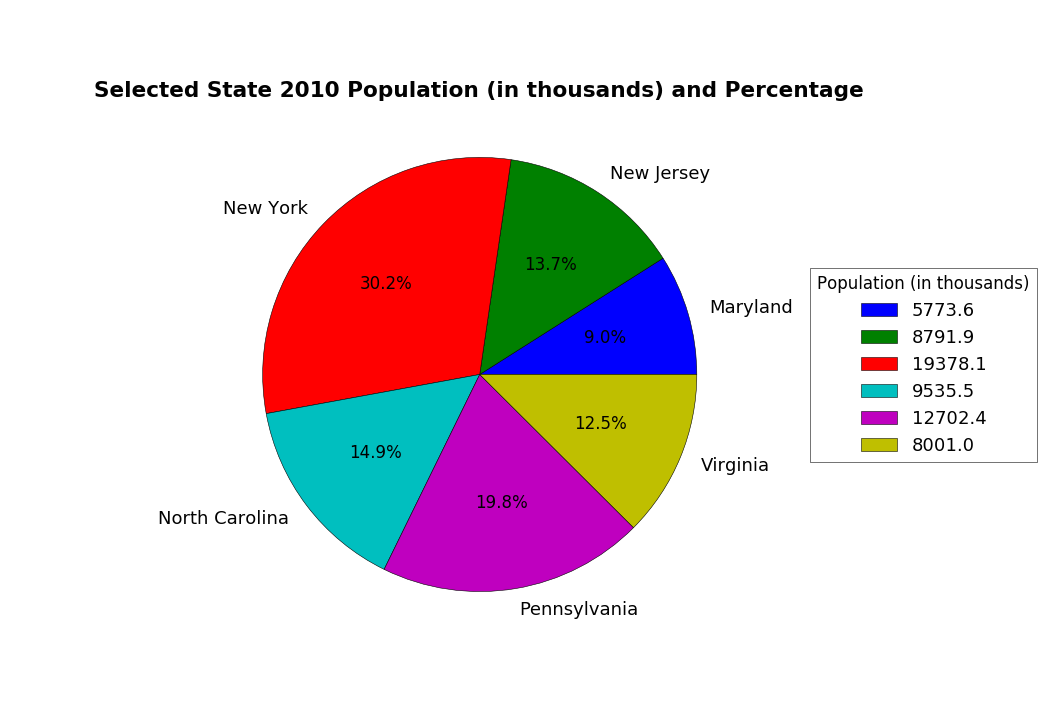 Selected State 2010 Population (in thousands) and Percentage
New Jersey
New York
13.7%
30.2%
Maryland
9.0%
12.5%
14.9%
Virginia
19.8%
North Carolina
Pennsylvania
Population (in thousands)
5773.6
8791.9
19378.1
9535.5
12702.4
8001.0